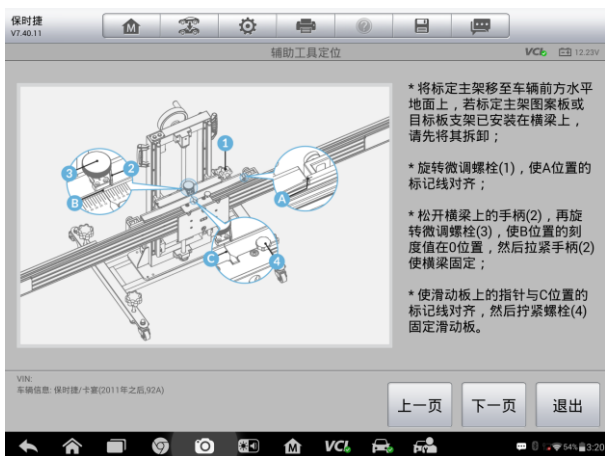 保时捷
V7.40.11
辅助工具定位
VCI
12.23V
* 将标定主架移至车辆前方水平
地面上，若标定主架图案板或
目标板支架已安装在横梁上，
请先将其拆卸；
* 旋转微调螺栓(1)，使A位置的
标记线对齐；
* 松开横梁上的手柄(2)，再旋
转微调螺栓(3)，使B位置的刻
度值在0位置，然后拉紧手柄(2)
使横梁固定；
* 使滑动板上的指针与C位置的
标记线对齐，然后拧紧螺栓(4)
固定滑动板。
1
3
2
B
A
C
4
VIN:
车辆信息: 保时捷/卡宴(2011年之后,92A)
上一页
下一页
退出
VCI
54%
3:20